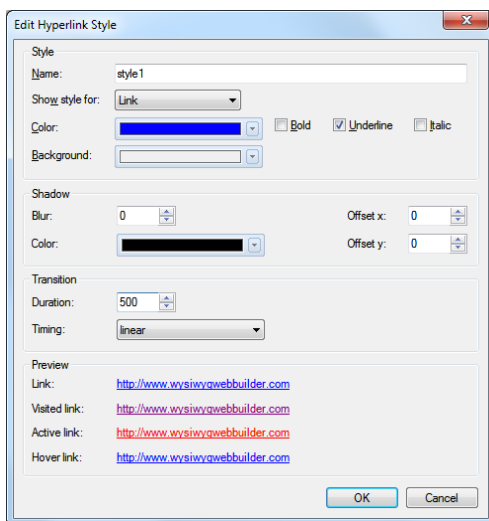 Edit Hyperlink Style
Style
Name: style1
Show style for: Link
Color: Bold Underline Italic
Background:
Shadow
Blur: 0 Offset x: 0
Color: Offset y: 0
Transition
Duration: 500
Timing: linear
Preview
Link: http://www.wysiwygwebbuilder.com
Visited link: http://www.wysiwygwebbuilder.com
Active link: http://www.wysiwygwebbuilder.com
Hover link: http://www.wysiwygwebbuilder.com
OK Cancel